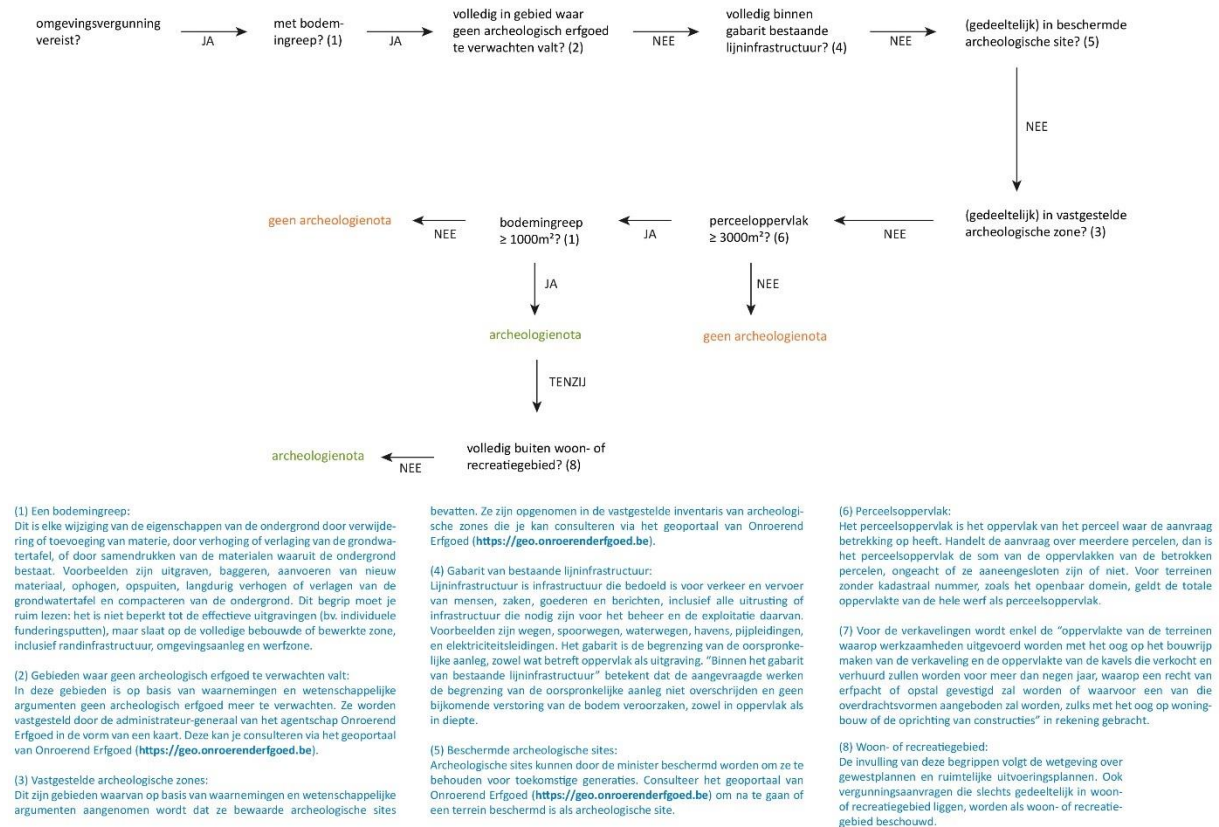 omgevingsvergunning
vereist?
JA
met bodem-
ingreep? (1)
JA
volledig in gebied waar
geen archeologisch erfgoed
te verwachten valt? (2)
NEE
volledig binnen
gabarit bestaande
lijninfrastructuur? (4)
NEE
(gedeeltelijk) in beschermde
archeologische site? (5)
NEE
(gedeeltelijk) in vastgestelde
archeologische zone? (3)
NEE
perceeloppervlak
≥ 3000m²? (6)
JA
bodemingreep
≥ 1000m²? (1)
NEE
geen archeologienota
JA
NEE
archeologienota
geen archeologienota
TENZIJ
volledig buiten woon- of
recreatiegebied? (8)
NEE
archeologienota
(1) Een bodemingreep:
Dit is elke wijziging van de eigenschappen van de ondergrond door verwijde-
ring of toevoeging van materie, door verhoging of verlaging van de grondwa-
tertafel, of door samendrukken van de materialen waaruit de ondergrond
bestaat. Voorbeelden zijn uitgraven, baggeren, aanvoeren van nieuw
materiaal, ophogen, opspuiten, langdurig verhogen of verlagen van de
grondwatertafel en compacteren van de ondergrond. Dit begrip moet je
ruim lezen: het is niet beperkt tot de effectieve uitgravingen (bv. individuele
funderingsputten), maar slaat op de volledige bebouwde of bewerkte zone,
inclusief randinfrastructuur, omgevingsaanleg en werfzone.
(2) Gebieden waar geen archeologisch erfgoed te verwachten valt:
In deze gebieden is op basis van waarnemingen en wetenschappelijke
argumenten geen archeologisch erfgoed meer te verwachten. Ze worden
vastgesteld door de administrateur-generaal van het agentschap Onroerend
Erfgoed in de vorm van een kaart. Deze kan je consulteren via het geoportaal
van Onroerend Erfgoed (https://geo.onroerenderfgoed.be).
(3) Vastgestelde archeologische zones:
Dit zijn gebieden waarvan op basis van waarnemingen en wetenschappelijke
argumenten aangenomen wordt dat ze bewaarde archeologische sites
bevatten. Ze zijn opgenomen in de vastgestelde inventaris van archeologi-
sche zones die je kan consulteren via het geoportaal van Onroerend
Erfgoed (https://geo.onroerenderfgoed.be).
(4) Gabarit van bestaande lijninfrastructuur:
Lijninfrastructuur is infrastructuur die bedoeld is voor verkeer en vervoer
van mensen, zaken, goederen en berichten, inclusief alle uitrusting of
infrastructuur die nodig zijn voor het beheer en de exploitatie daarvan.
Voorbeelden zijn wegen, spoorwegen, waterwegen, havens, pijpleidingen,
en elektriciteitsleidingen. Het gabarit is de begrenzing van de oorspronke-
lijke aanleg, zowel wat betreft oppervlak als uitgraving. “Binnen het gabarit
van bestaande lijninfrastructuur” betekent dat de aangevraagde werken
de begrenzing van de oorspronkelijke aanleg niet overschrijden en geen
bijkomende verstoring van de bodem veroorzaken, zowel in oppervlak als
in diepte.
(5) Beschermde archeologische sites:
Archeologische sites kunnen door de minister beschermd worden om ze te
behouden voor toekomstige generaties. Consulteer het geoportaal van
Onroerend Erfgoed (https://geo.onroerenderfgoed.be) om na te gaan of
een terrein beschermd is als archeologische site.
(6) Perceelsoppervlak:
Het perceelsoppervlak is het oppervlak van het perceel waar de aanvraag
betrekking op heeft. Handelt de aanvraag over meerdere percelen, dan is
het perceelsoppervlak de som van de oppervlakken van de betrokken
percelen, ongeacht of ze aaneengesloten zijn of niet. Voor terreinen
zonder kadastraal nummer, zoals het openbaar domein, geldt de totale
oppervlakte van de hele werf als perceelsoppervlak.
(7) Voor de verkavelingen wordt enkel de “oppervlakte van de terreinen
waarop werkzaamheden uitgevoerd worden met het oog op het bouwrijp
maken van de verkaveling en de oppervlakte van de kavels die verkocht en
verhuurd zullen worden voor meer dan negen jaar, waarop een recht van
erfpacht of opstal gevestigd zal worden of waarvoor een van die
overdrachtsvormen aangeboden zal worden, zulks met het oog op woning-
bouw of de oprichting van constructies” in rekening gebracht.
(8) Woon- of recreatiegebied:
De invulling van deze begrippen volgt de wetgeving over
gewestplannen en ruimtelijke uitvoeringsplannen. Ook
vergunningsaanvragen die slechts gedeeltelijk in woon-
of recreatiegebied liggen, worden als woon- of recreatie-
gebied beschouwd.